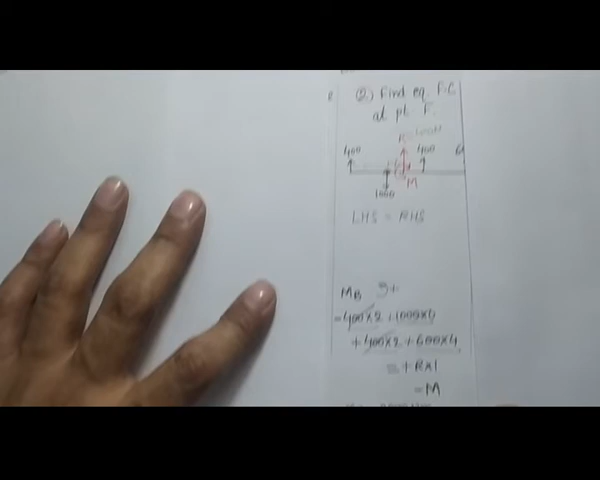 ② Find eq. F.C
at pt F.
400
400
1000
M
LHS = RHS
MB
= 400×2 + 1000×4
+ 400×2 + 600×4
= + R×1
= M